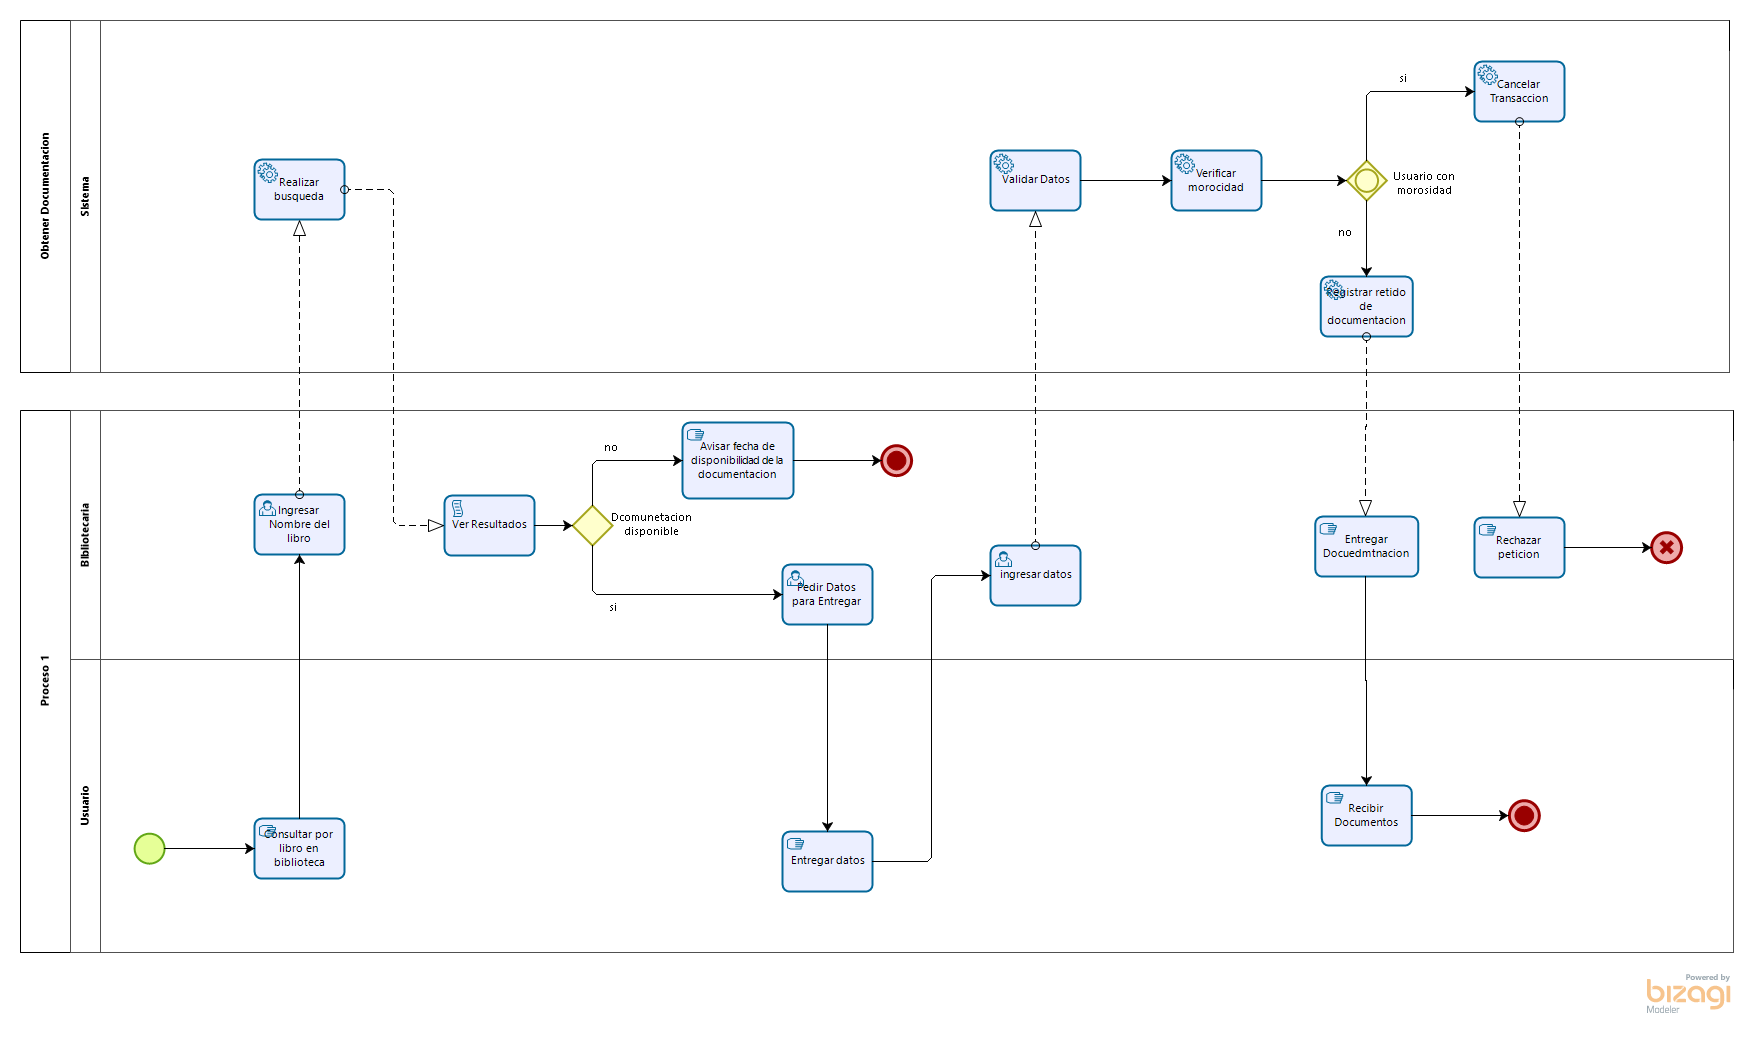 Obtener Documentacion
Sistema
Realizar
busqueda
Validar Datos
Verificar
morocidad
Usuario con
morosidad
si
no
Cancelar
Transaccion
Registrar retido
de
documentacion
Proceso 1
Bibliotecaria
Ingresar
Nombre del
libro
Ver Resultados
Dcomunetacion
disponible
no
si
Avisar fecha de
disponibilidad de la
documentacion
Pedir Datos
para Entregar
ingresar datos
Entregar
Docuedmtnacion
Rechazar
peticion
Usuario
Consultar por
libro en
biblioteca
Entregar datos
Recibir
Documentos
Powered by
bizagi
Modeler